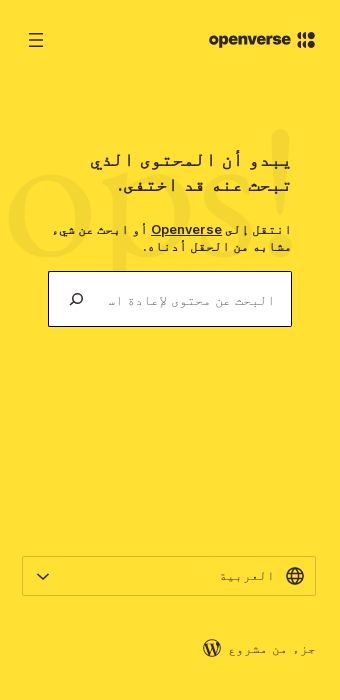 openverse
ops!
يبدو أن المحتوى الذي
تبحث عنه قد اختفى.
انتقل إلى Openverse أو ابحث عن شيء
مشابه من الحقل أدناه.
البحث عن محتوى لإعادة اس
العربية
جزء من مشروع